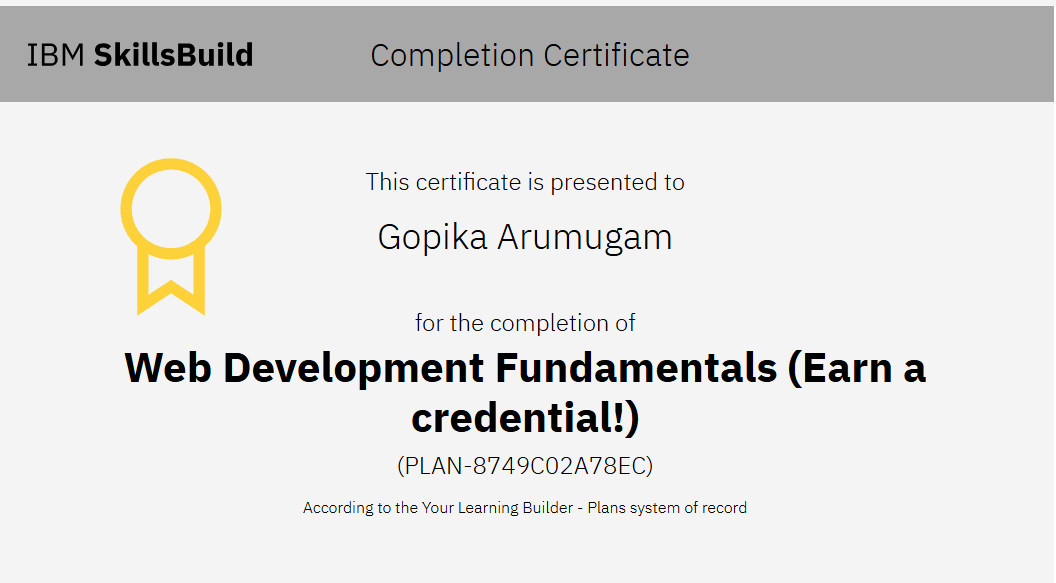 IBM SkillsBuild Completion Certificate
This certificate is presented to
Gopika Arumugam
for the completion of
Web Development Fundamentals (Earn a
credential!)
(PLAN-8749C02A78EC)
According to the Your Learning Builder - Plans system of record